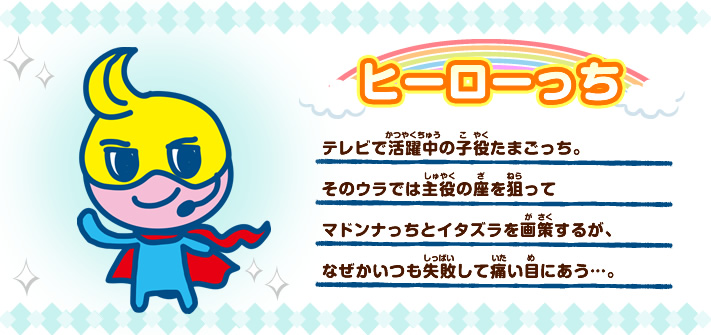 ヒーローっち
テレビで活躍中の子役たまごっち。
そのウラでは主役の座を狙って
マドンナっちとイタズラを画策するが、
なぜかいつも失敗して痛い目にあう…。